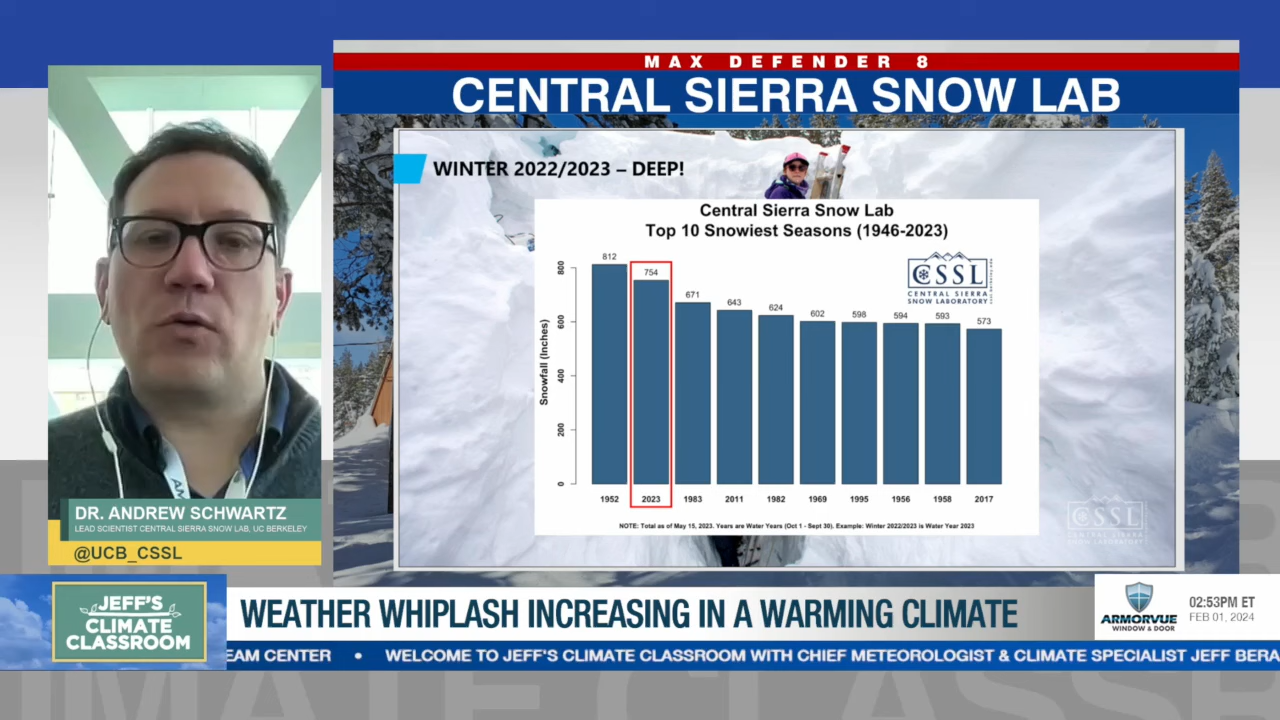 MAX DEFENDER 8
CENTRAL SIERRA SNOW LAB
WINTER 2022/2023 – DEEP!
Central Sierra Snow Lab
Top 10 Snowiest Seasons (1946-2023)
CSSL
CENTRAL SIERRA
SNOW LABORATORY
Snowfall (Inches)
800
600
400
200
0
812
754
671
643
624
602
598
594
593
573
1952
2023
1983
2011
1982
1969
1995
1956
1958
2017
NOTE: Total as of May 15, 2023. Years are Water Years (Oct 1 - Sept 30). Example: Winter 2022/2023 is Water Year 2023
CSSL
CENTRAL SIERRA
SNOW LABORATORY
DR. ANDREW SCHWARTZ
LEAD SCIENTIST CENTRAL SIERRA SNOW LAB, UC BERKELEY
@UCB_CSSL
JEFF'S
CLIMATE
CLASSROOM
WEATHER WHIPLASH INCREASING IN A WARMING CLIMATE
ARMORVUE
WINDOW & DOOR
02:53PM ET
FEB 01, 2024
EAM CENTER • WELCOME TO JEFF'S CLIMATE CLASSROOM WITH CHIEF METEOROLOGIST & CLIMATE SPECIALIST JEFF BERA